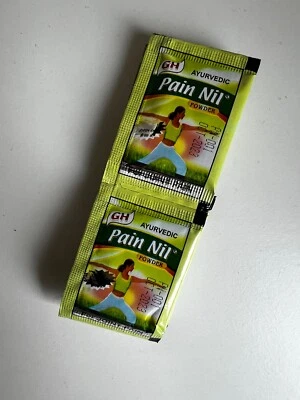 GH
AYURVEDIC
Pain Nil
POWDER
GH
AYURVEDIC
Pain Nil
POWDER